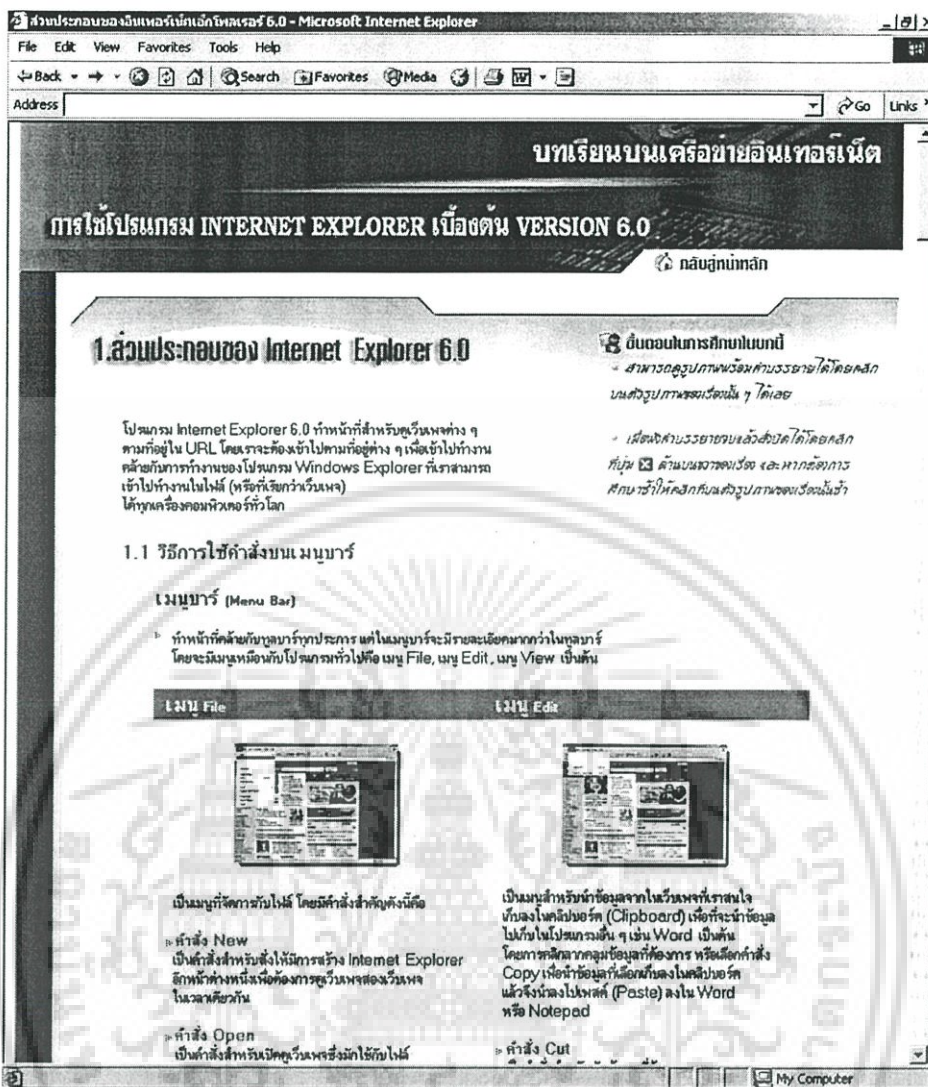 ส่วนประกอบของอินเทอร์เน็ตเอ็กโพลเรอร์ 6.0 - Microsoft Internet Explorer
File Edit View Favorites Tools Help
Back Search Favorites Media
Address Go Links
บทเรียนบนเครือข่ายอินเทอร์เน็ต
การใช้โปรแกรม INTERNET EXPLORER เบื้องต้น VERSION 6.0
กลับสู่หน้าหลัก
1.ส่วนประกอบของ Internet Explorer 6.0
ขั้นตอนในการศึกษาในบทนี้
สามารถดูรูปภาพพร้อมคำบรรยายได้โดยคลิก
บนตัวรูปภาพของเรื่องนั้น ๆ ได้เลย
เมื่อฟังคำบรรยายจบแล้วสั่งปิดได้โดยคลิก
ที่ปุ่ม ด้านบนขวาของเรื่อง และหากต้องการ
ศึกษาซ้ำให้คลิกที่บนตัวรูปภาพของเรื่องนั้นซ้ำ
โปรแกรม Internet Explorer 6.0 ทำหน้าที่สำหรับดูเว็บเพจต่าง ๆ
ตามที่อยู่ใน URL โดยเราจะต้องเข้าไปตามที่อยู่ต่าง ๆ เพื่อเข้าไปทำงาน
คล้ายกับการทำงานของโปรแกรม Windows Explorer ที่เราสามารถ
เข้าไปทำงานในไฟล์ (หรือที่เรียกว่าเว็บเพจ)
ได้ทุกเครื่องคอมพิวเตอร์ทั่วโลก
1.1 วิธีการใช้คำสั่งบนเมนูบาร์
เมนูบาร์ (Menu Bar)
ทำหน้าที่คล้ายกับทูลบาร์ทุกประการ แต่ในเมนูบาร์จะมีรายละเอียดมากกว่าในทูลบาร์
โดยจะมีเมนูเหมือนกับโปรแกรมทั่วไปคือ เมนู File, เมนู Edit , เมนู View เป็นต้น
เมนู File
เมนู Edit
เป็นเมนูที่จัดการกับไฟล์ โดยมีคำสั่งสำคัญดังนี้คือ
คำสั่ง New
เป็นคำสั่งสำหรับสั่งให้มีการสร้าง Internet Explorer
อีกหน้าต่างหนึ่งเพื่อต้องการดูเว็บเพจสองเว็บเพจ
ในเวลาเดียวกัน
คำสั่ง Open
เป็นคำสั่งสำหรับเปิดดูเว็บเพจซึ่งมักใช้กับไฟล์
เป็นเมนูสำหรับนำข้อมูลจากในเว็บเพจที่เราสนใจ
เก็บลงในคลิปบอร์ด (Clipboard) เพื่อที่จะนำข้อมูล
ไปเก็บในโปรแกรมอื่น ๆ เช่น Word เป็นต้น
โดยการคลิกลากคลุมข้อมูลที่ต้องการ หรือเลือกคำสั่ง
Copy เพื่อนำข้อมูลที่เลือกเก็บลงในคลิปบอร์ด
แล้วจึงนำลงไปเพสต์ (Paste) ลงใน Word
หรือ Notepad
คำสั่ง Cut
My Computer